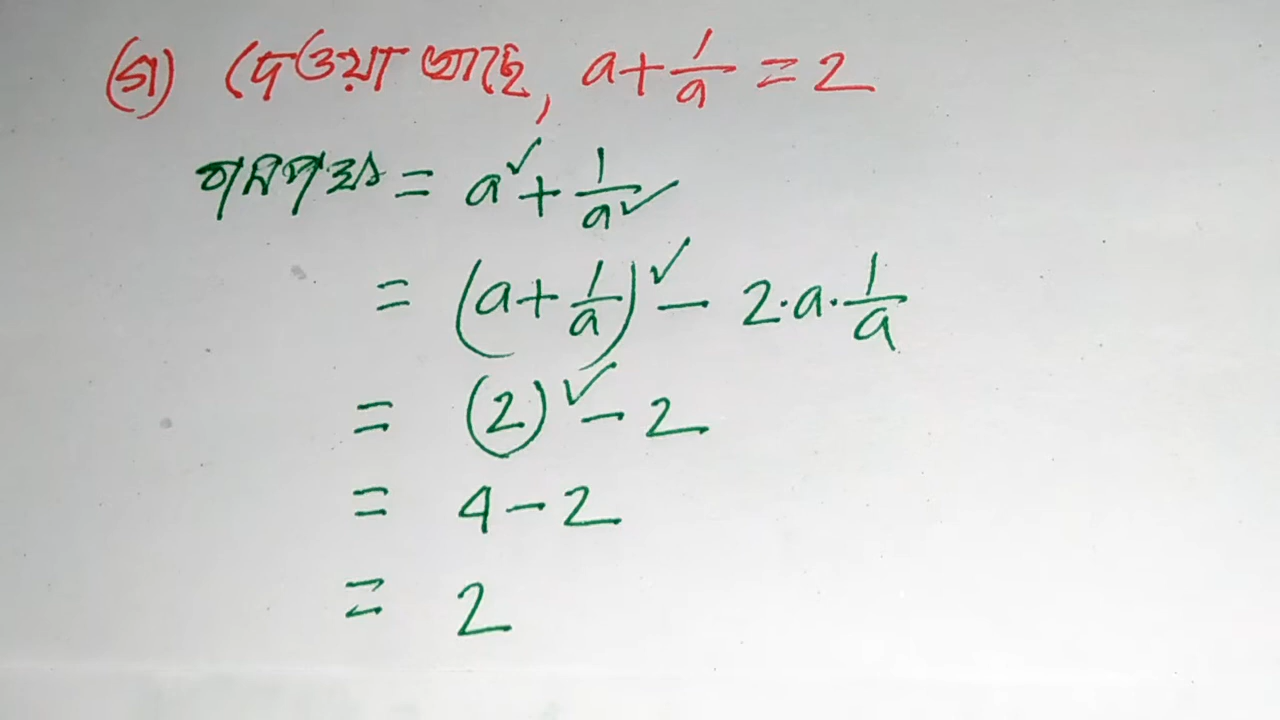 (গ) দেওয়া আছে, a + 1/a = 2
বামপক্ষ = a² + 1/a²
= (a + 1/a)² - 2·a·1/a
= (2)² - 2
= 4 - 2
= 2